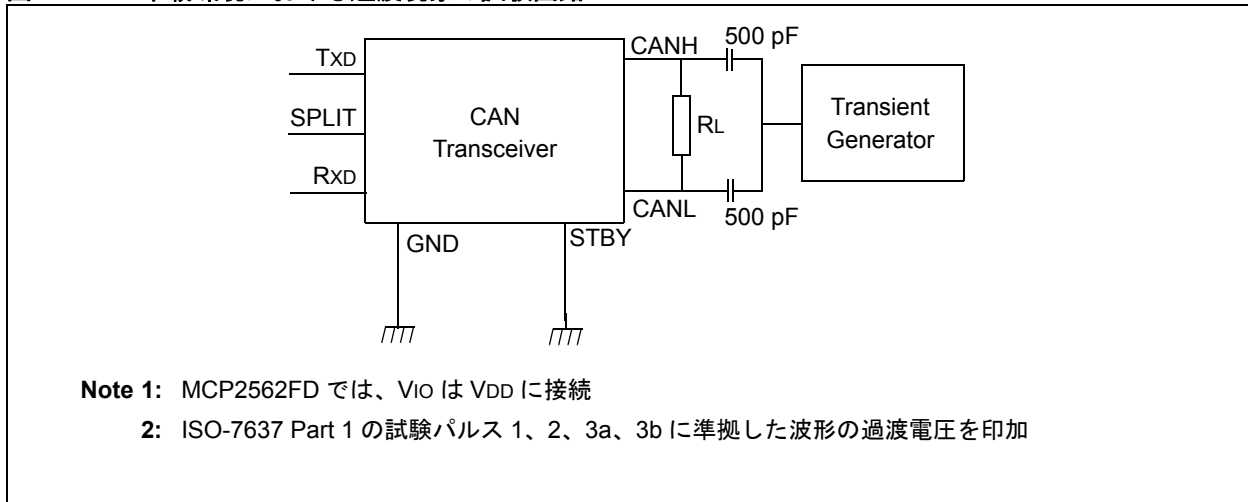 500 pF
CANH
TXD
SPLIT
RXD
CAN
Transceiver
RL
Transient
Generator
CANL
500 pF
GND
STBY
Note 1: MCP2562FD では、VIO は VDD に接続
2: ISO-7637 Part 1 の試験パルス 1、2、3a、3b に準拠した波形の過渡電圧を印加